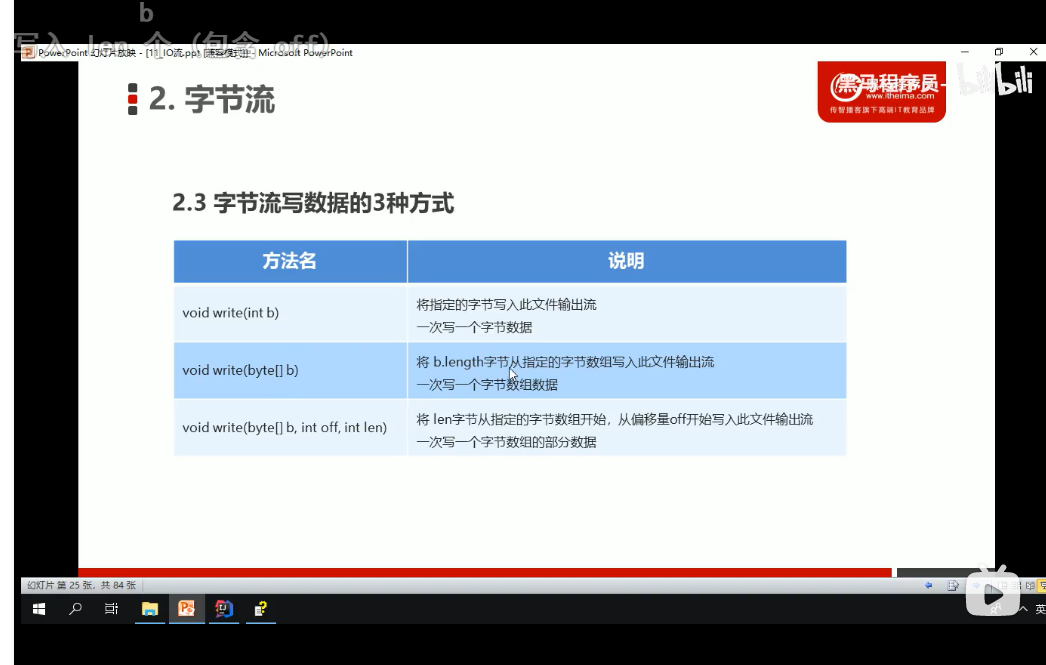 b
写入 len 个（包含 off）
PowerPoint 幻灯片放映 - [11_IO流.ppt [兼容模式]] - Microsoft PowerPoint
2. 字节流
黑马程序员
www.itheima.com
传智播客旗下高端IT教育品牌
bilibili
2.3 字节流写数据的3种方式
方法名 说明
void write(int b) 将指定的字节写入此文件输出流
一次写一个字节数据
void write(byte[] b) 将 b.length字节从指定的字节数组写入此文件输出流
一次写一个字节数组数据
void write(byte[] b, int off, int len) 将 len字节从指定的字节数组开始，从偏移量off开始写入此文件输出流
一次写一个字节数组的部分数据
幻灯片 第 25 张，共 84 张
英